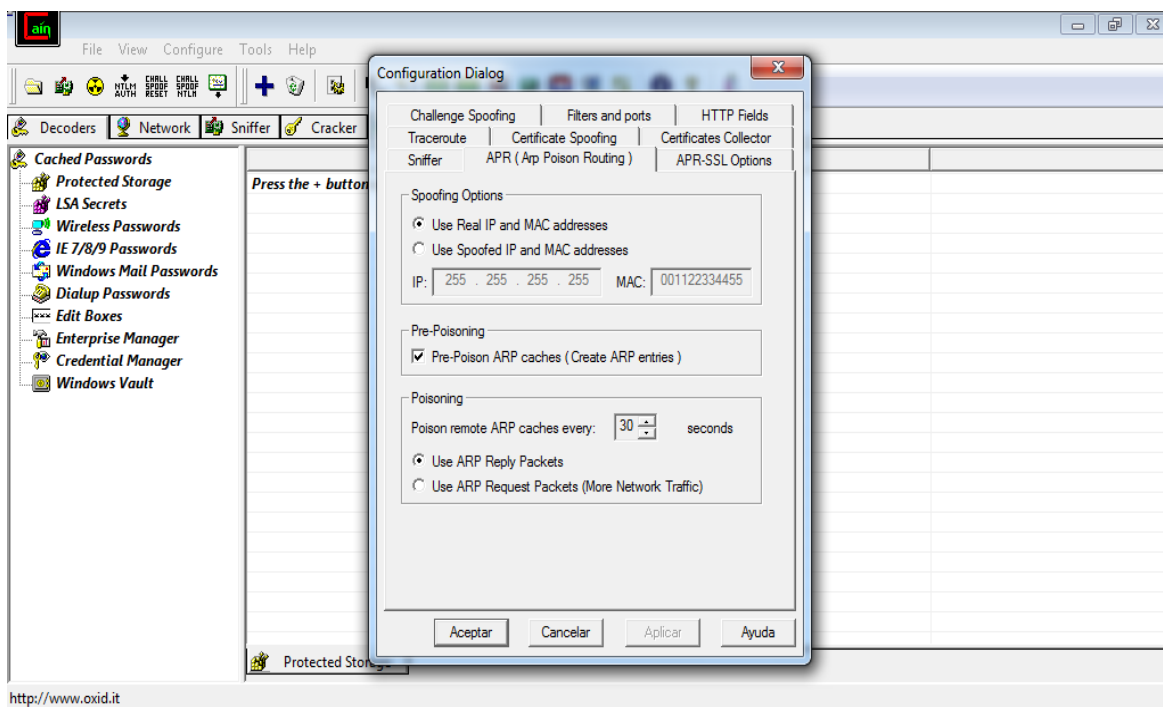 aín
File View Configure Tools Help
NTLM AUTH CHALL SPOOF RESET CHALL SPOOF NTLM
Decoders Network Sniffer Cracker
Cached Passwords
Protected Storage
LSA Secrets
Wireless Passwords
IE 7/8/9 Passwords
Windows Mail Passwords
Dialup Passwords
Edit Boxes
Enterprise Manager
Credential Manager
Windows Vault
Press the + button
Configuration Dialog
Challenge Spoofing Filters and ports HTTP Fields
Traceroute Certificate Spoofing Certificates Collector
Sniffer APR ( Arp Poison Routing ) APR-SSL Options
Spoofing Options
Use Real IP and MAC addresses
Use Spoofed IP and MAC addresses
IP: 255 . 255 . 255 . 255 MAC: 001122334455
Pre-Poisoning
Pre-Poison ARP caches ( Create ARP entries )
Poisoning
Poison remote ARP caches every: 30 seconds
Use ARP Reply Packets
Use ARP Request Packets (More Network Traffic)
Aceptar Cancelar Aplicar Ayuda
Protected Stor
http://www.oxid.it